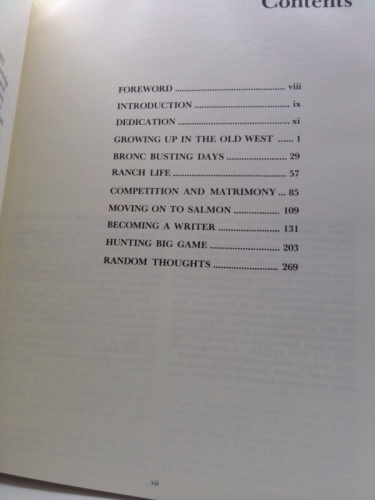 Contents
FOREWORD ........................................ viii
INTRODUCTION .................................. ix
DEDICATION ....................................... xi
GROWING UP IN THE OLD WEST ...... 1
BRONC BUSTING DAYS ...................... 29
RANCH LIFE ........................................ 57
COMPETITION AND MATRIMONY ... 85
MOVING ON TO SALMON ................ 109
BECOMING A WRITER ...................... 131
HUNTING BIG GAME ......................... 203
RANDOM THOUGHTS ....................... 269
vii